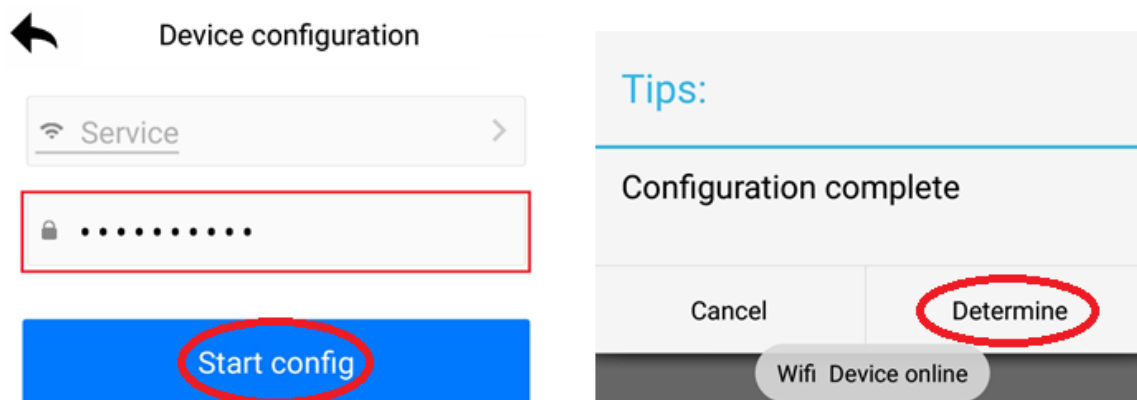 Device configuration
Service
Start config
Tips:
Configuration complete
Cancel
Determine
Wifi Device online